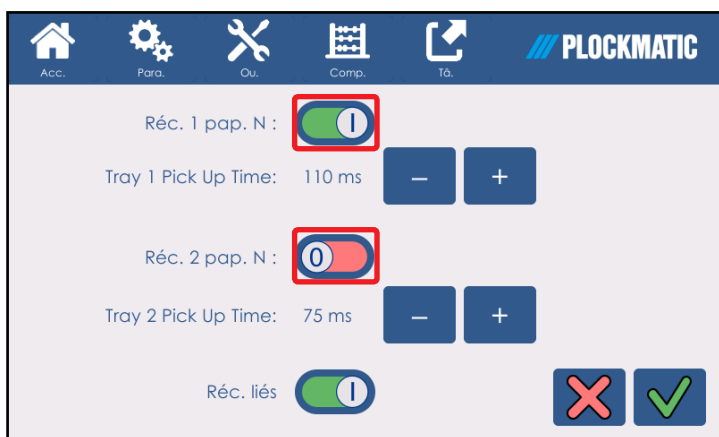 Acc. Para. Ou. Comp. Tâ. PLOCKMATIC
Réc. 1 pap. N : I
Tray 1 Pick Up Time: 110 ms – +
Réc. 2 pap. N : 0
Tray 2 Pick Up Time: 75 ms – +
Réc. liés I